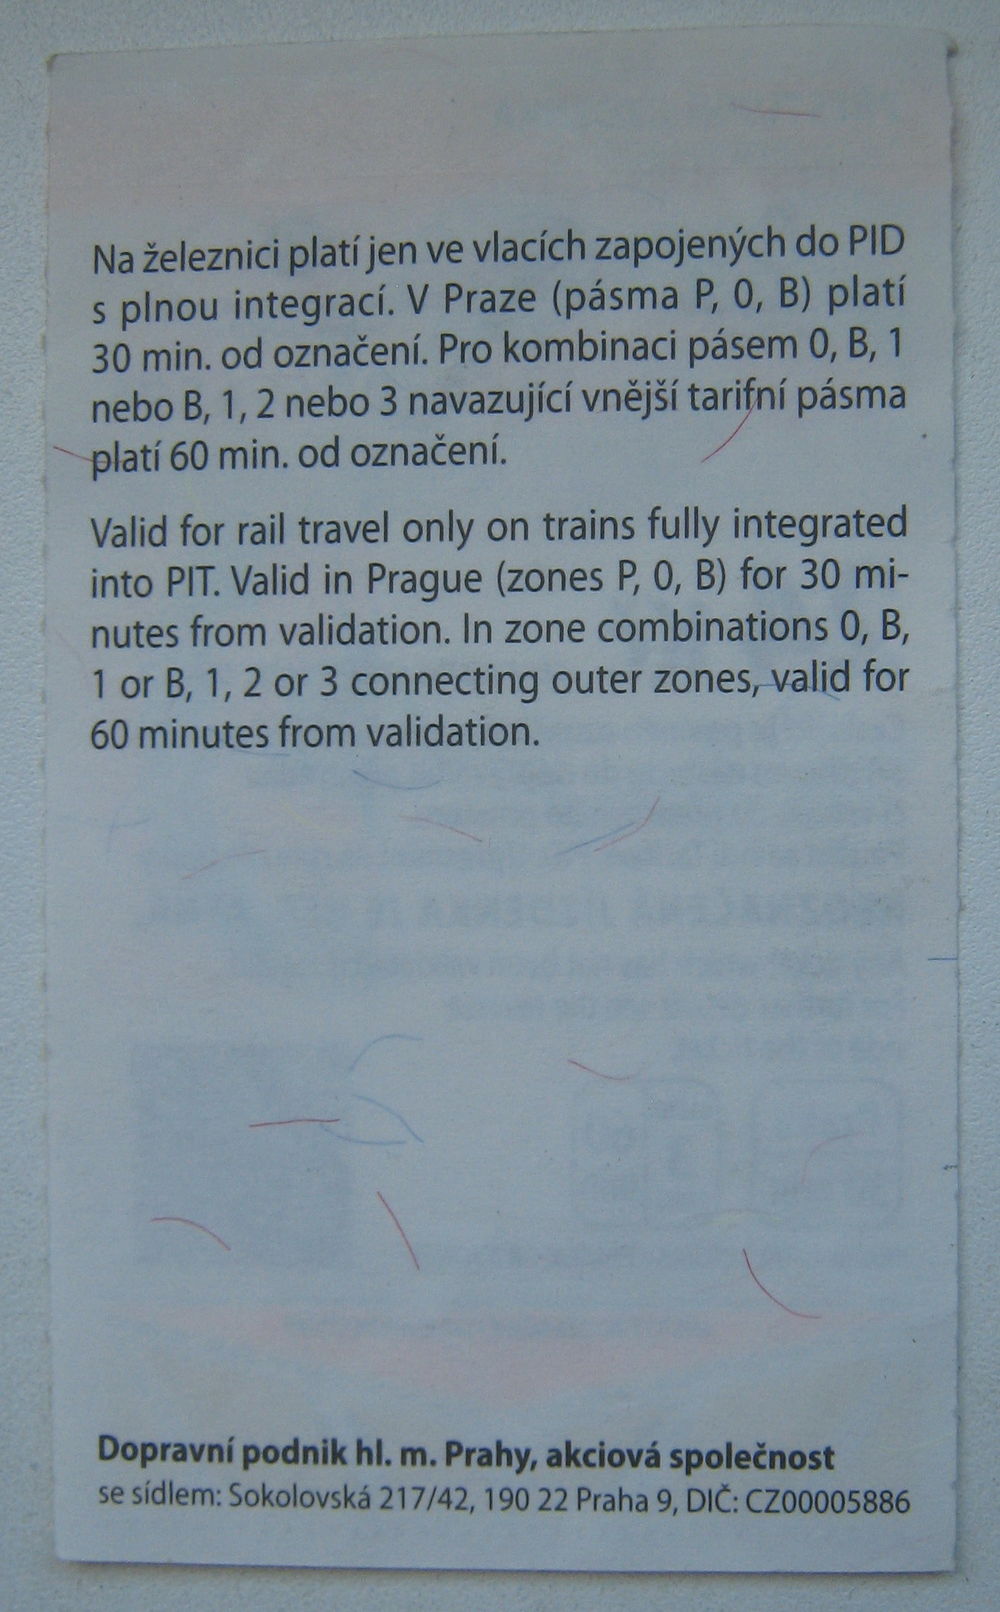 Na železnici platí jen ve vlacích zapojených do PID
s plnou integrací. V Praze (pásma P, 0, B) platí
30 min. od označení. Pro kombinaci pásem 0, B, 1
nebo B, 1, 2 nebo 3 navazující vnější tarifní pásma
platí 60 min. od označení.
Valid for rail travel only on trains fully integrated
into PIT. Valid in Prague (zones P, 0, B) for 30 mi-
nutes from validation. In zone combinations 0, B,
1 or B, 1, 2 or 3 connecting outer zones, valid for
60 minutes from validation.
Dopravní podnik hl. m. Prahy, akciová společnost
se sídlem: Sokolovská 217/42, 190 22 Praha 9, DIČ: CZ00005886